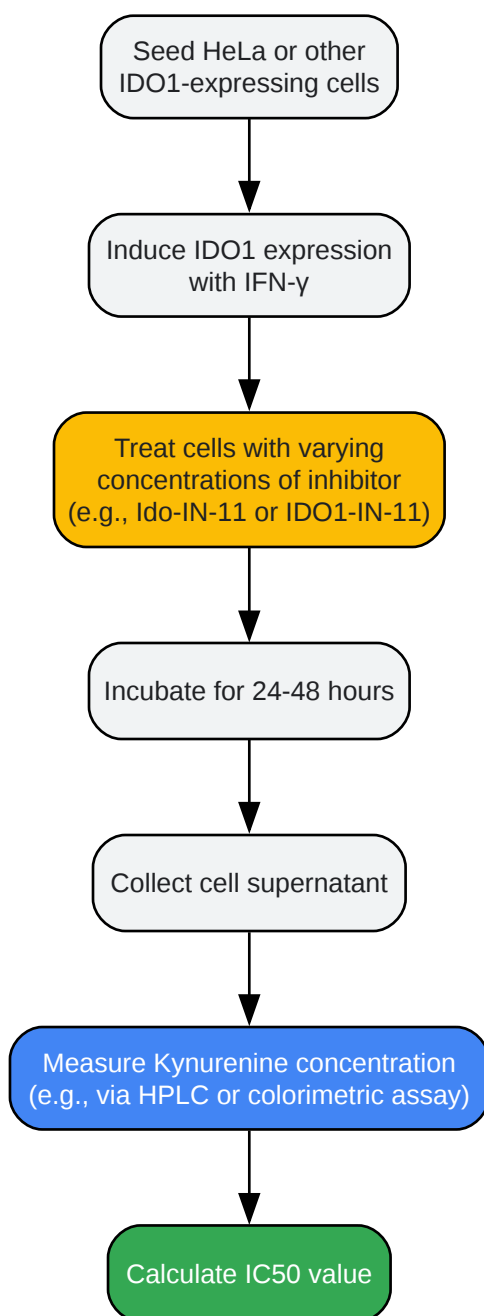 Seed HeLa or other
IDO1-expressing cells
Induce IDO1 expression
with IFN-γ
Treat cells with varying
concentrations of inhibitor
(e.g., Ido-IN-11 or IDO1-IN-11)
Incubate for 24-48 hours
Collect cell supernatant
Measure Kynurenine concentration
(e.g., via HPLC or colorimetric assay)
Calculate IC50 value